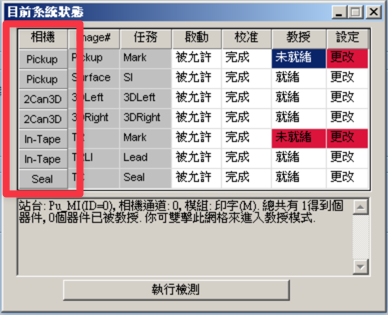 目前系統狀態
相機 Image# 任務 啟動 校准 教授 設定
Pickup Pickup Mark 被允許 完成 未就緒 更改
Pickup Surface SI 被允許 完成 就緒 更改
2Can3D 3DLeft 3DLeft 被允許 完成 就緒 更改
2Can3D 3DRight 3DRight 被允許 完成 就緒 更改
In-Tape Mark 被允許 完成 未就緒 更改
In-Tape Lead 被允許 完成 就緒 更改
Seal Seal 被允許 完成 就緒 更改
站台: Pu_MI(ID=0), 相機通道: 0, 模組: 印字(M). 總共有 1得到個
器件, 0個器件已被教授. 你可雙擊此網格來進入教授模式.
執行檢測